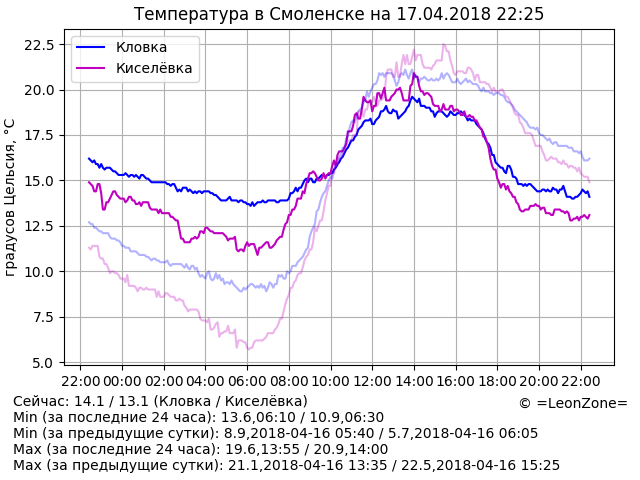 Температура в Смоленске на 17.04.2018 22:25
градусов Цельсия, °C
Кловка
Киселёвка
22.5
20.0
17.5
15.0
12.5
10.0
7.5
5.0
22:00 00:00 02:00 04:00 06:00 08:00 10:00 12:00 14:00 16:00 18:00 20:00 22:00
Сейчас: 14.1 / 13.1 (Кловка / Киселёвка)
© =LeonZone=
Min (за последние 24 часа): 13.6,06:10 / 10.9,06:30
Min (за предыдущие сутки): 8.9,2018-04-16 05:40 / 5.7,2018-04-16 06:05
Max (за последние 24 часа): 19.6,13:55 / 20.9,14:00
Max (за предыдущие сутки): 21.1,2018-04-16 13:35 / 22.5,2018-04-16 15:25